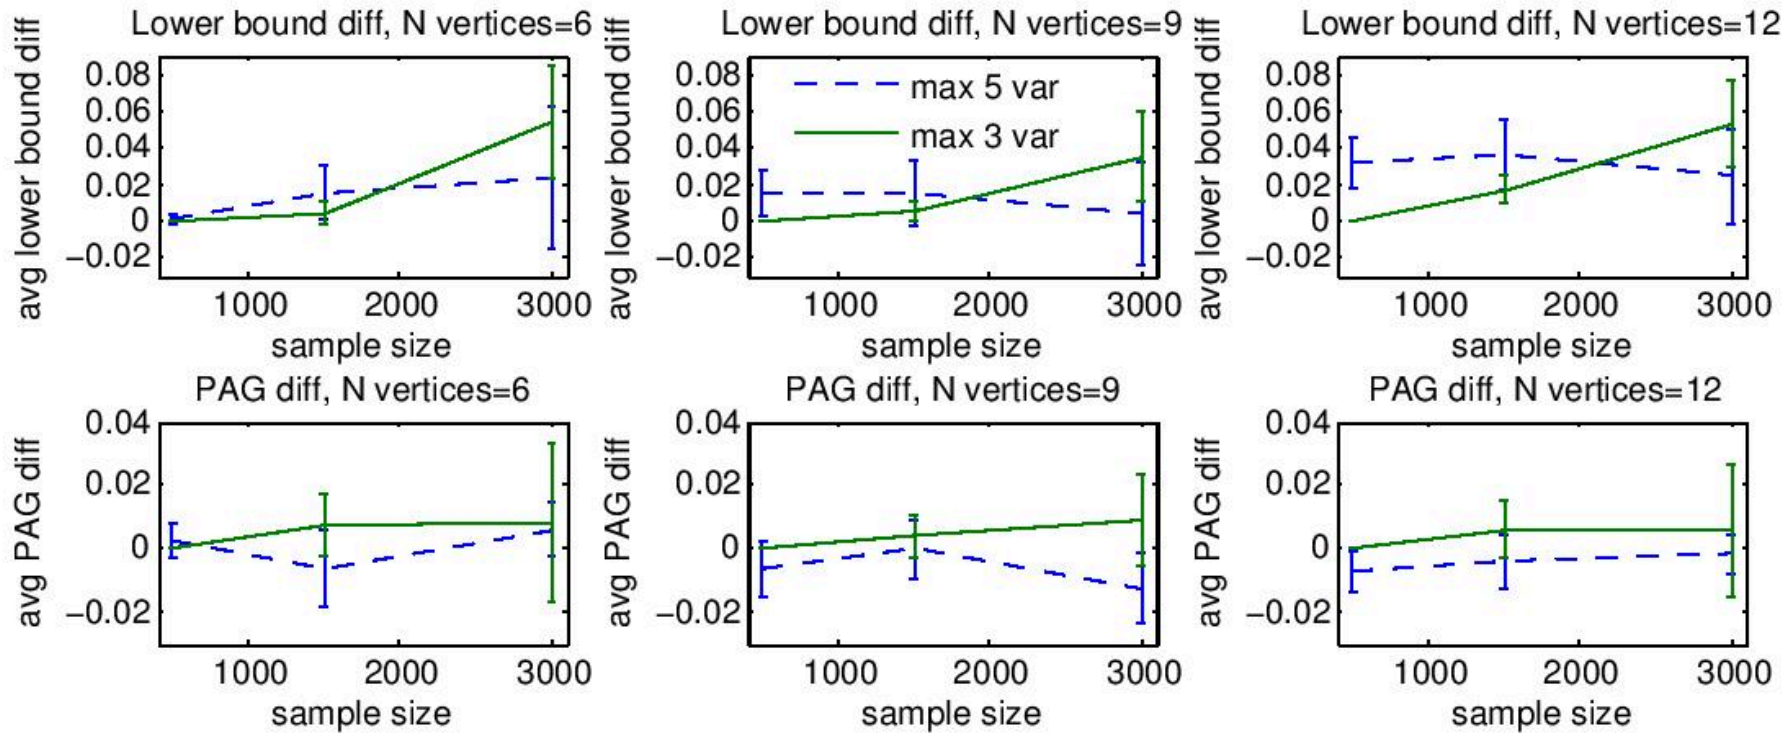 Lower bound diff, N vertices=6
avg lower bound diff
0.08
0.06
0.04
0.02
0
−0.02
1000 2000 3000
sample size
Lower bound diff, N vertices=9
avg lower bound diff
0.08
0.06
0.04
0.02
0
−0.02
max 5 var
max 3 var
1000 2000 3000
sample size
Lower bound diff, N vertices=12
avg lower bound diff
0.08
0.06
0.04
0.02
0
−0.02
1000 2000 3000
sample size
PAG diff, N vertices=6
avg PAG diff
0.04
0.02
0
−0.02
1000 2000 3000
sample size
PAG diff, N vertices=9
avg PAG diff
0.04
0.02
0
−0.02
1000 2000 3000
sample size
PAG diff, N vertices=12
avg PAG diff
0.04
0.02
0
−0.02
1000 2000 3000
sample size